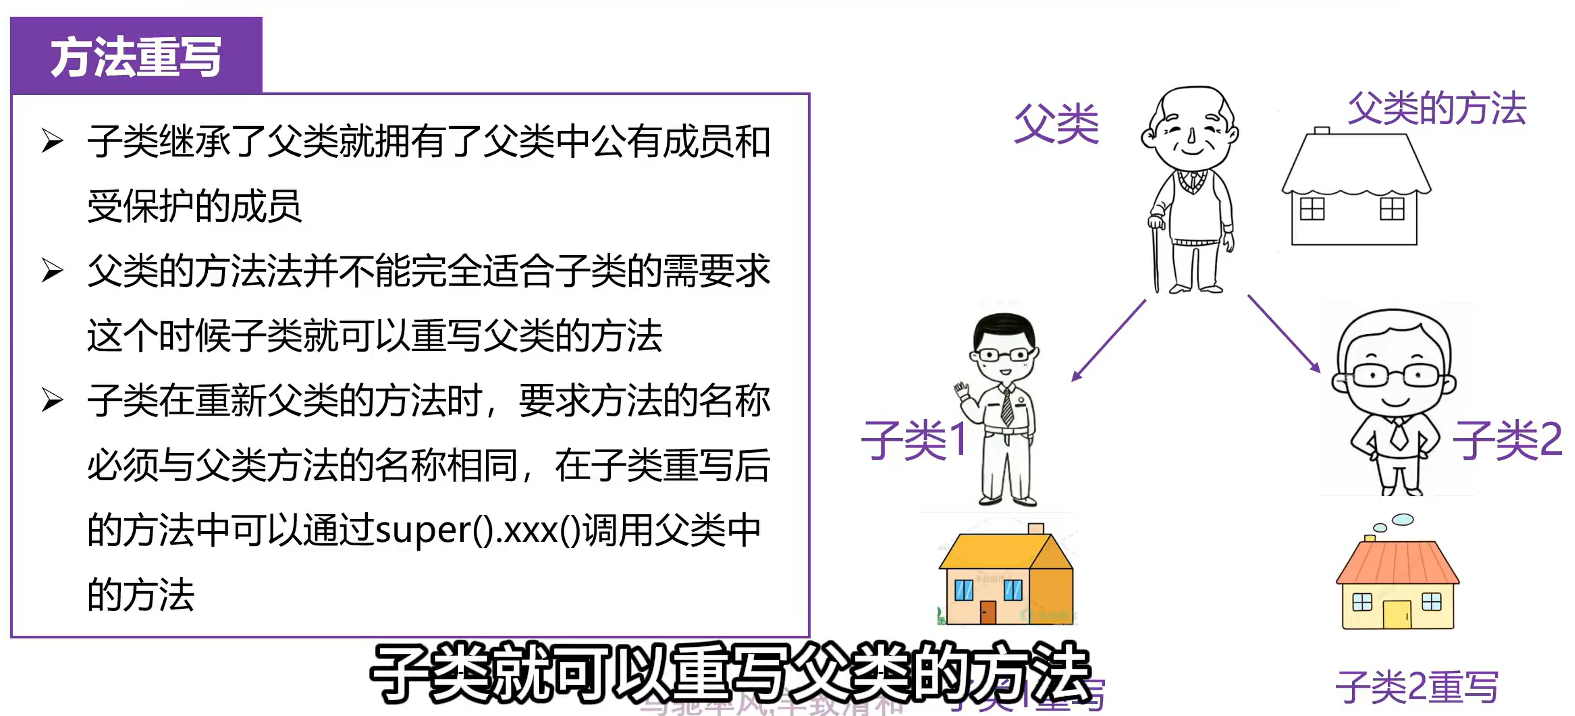 方法重写
子类继承了父类就拥有了父类中公有成员和
受保护的成员
父类的方法法并不能完全适合子类的需要求
这个时候子类就可以重写父类的方法
子类在重新父类的方法时，要求方法的名称
必须与父类方法的名称相同，在子类重写后
的方法中可以通过super().xxx()调用父类中
的方法
父类
父类的方法
子类1
子类2
子类就可以重写父类的方法
子类1重写
子类2重写